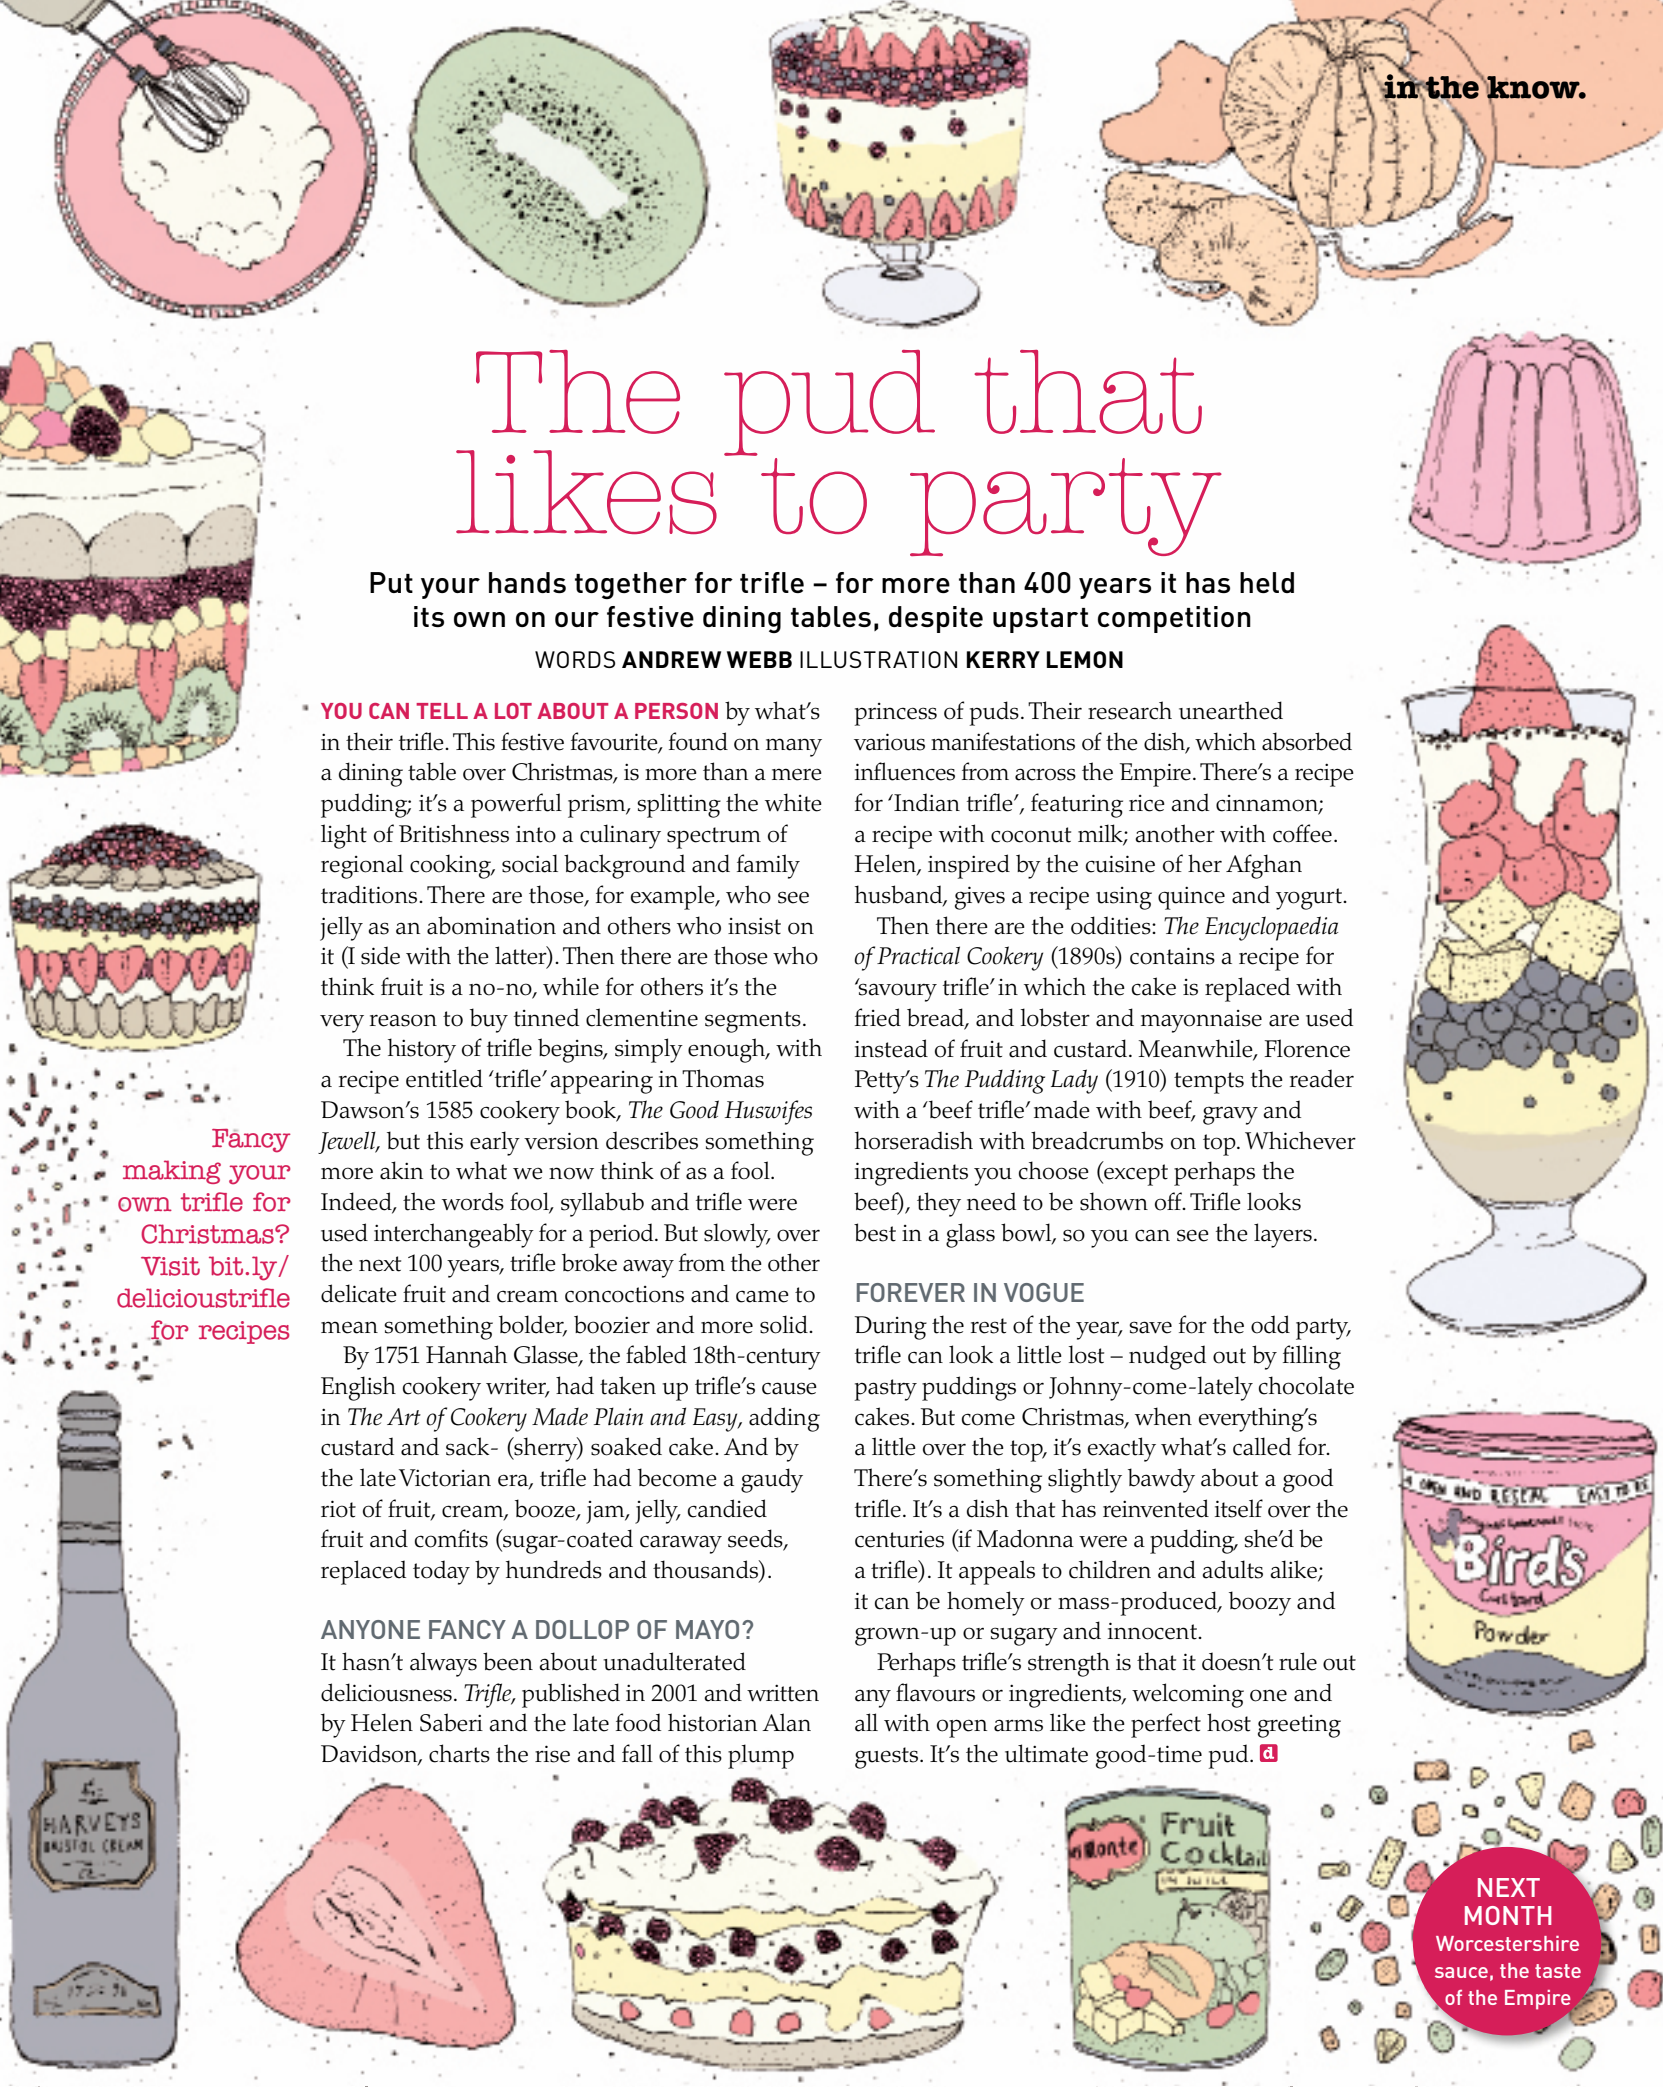 in the know.
The pud that
likes to party
Put your hands together for trifle – for more than 400 years it has held
its own on our festive dining tables, despite upstart competition
WORDS ANDREW WEBB ILLUSTRATION KERRY LEMON
YOU CAN TELL A LOT ABOUT A PERSON by what's
in their trifle. This festive favourite, found on many
a dining table over Christmas, is more than a mere
pudding; it's a powerful prism, splitting the white
light of Britishness into a culinary spectrum of
regional cooking, social background and family
traditions. There are those, for example, who see
jelly as an abomination and others who insist on
it (I side with the latter). Then there are those who
think fruit is a no-no, while for others it's the
very reason to buy tinned clementine segments.
The history of trifle begins, simply enough, with
a recipe entitled 'trifle' appearing in Thomas
Dawson's 1585 cookery book, The Good Huswifes
Jewell, but this early version describes something
more akin to what we now think of as a fool.
Indeed, the words fool, syllabub and trifle were
used interchangeably for a period. But slowly, over
the next 100 years, trifle broke away from the other
delicate fruit and cream concoctions and came to
mean something bolder, boozier and more solid.
By 1751 Hannah Glasse, the fabled 18th-century
English cookery writer, had taken up trifle's cause
in The Art of Cookery Made Plain and Easy, adding
custard and sack- (sherry) soaked cake. And by
the late Victorian era, trifle had become a gaudy
riot of fruit, cream, booze, jam, jelly, candied
fruit and comfits (sugar-coated caraway seeds,
replaced today by hundreds and thousands).
ANYONE FANCY A DOLLOP OF MAYO?
It hasn't always been about unadulterated
deliciousness. Trifle, published in 2001 and written
by Helen Saberi and the late food historian Alan
Davidson, charts the rise and fall of this plump
princess of puds. Their research unearthed
various manifestations of the dish, which absorbed
influences from across the Empire. There's a recipe
for 'Indian trifle', featuring rice and cinnamon;
a recipe with coconut milk; another with coffee.
Helen, inspired by the cuisine of her Afghan
husband, gives a recipe using quince and yogurt.
Then there are the oddities: The Encyclopaedia
of Practical Cookery (1890s) contains a recipe for
'savoury trifle' in which the cake is replaced with
fried bread, and lobster and mayonnaise are used
instead of fruit and custard. Meanwhile, Florence
Petty's The Pudding Lady (1910) tempts the reader
with a 'beef trifle' made with beef, gravy and
horseradish with breadcrumbs on top. Whichever
ingredients you choose (except perhaps the
beef), they need to be shown off. Trifle looks
best in a glass bowl, so you can see the layers.
FOREVER IN VOGUE
During the rest of the year, save for the odd party,
trifle can look a little lost – nudged out by filling
pastry puddings or Johnny-come-lately chocolate
cakes. But come Christmas, when everything's
a little over the top, it's exactly what's called for.
There's something slightly bawdy about a good
trifle. It's a dish that has reinvented itself over the
centuries (if Madonna were a pudding, she'd be
a trifle). It appeals to children and adults alike;
it can be homely or mass-produced, boozy and
grown-up or sugary and innocent.
Perhaps trifle's strength is that it doesn't rule out
any flavours or ingredients, welcoming one and
all with open arms like the perfect host greeting
guests. It's the ultimate good-time pud. d
Fancy
making your
own trifle for
Christmas?
Visit bit.ly/
delicioustrifle
for recipes
HARVEYS
BRISTOL CREAM
OPEN AND RESEAL EASY TO
Bird's
Custard
Powder
Monte
Fruit
Cocktail
NEXT
MONTH
Worcestershire
sauce, the taste
of the Empire